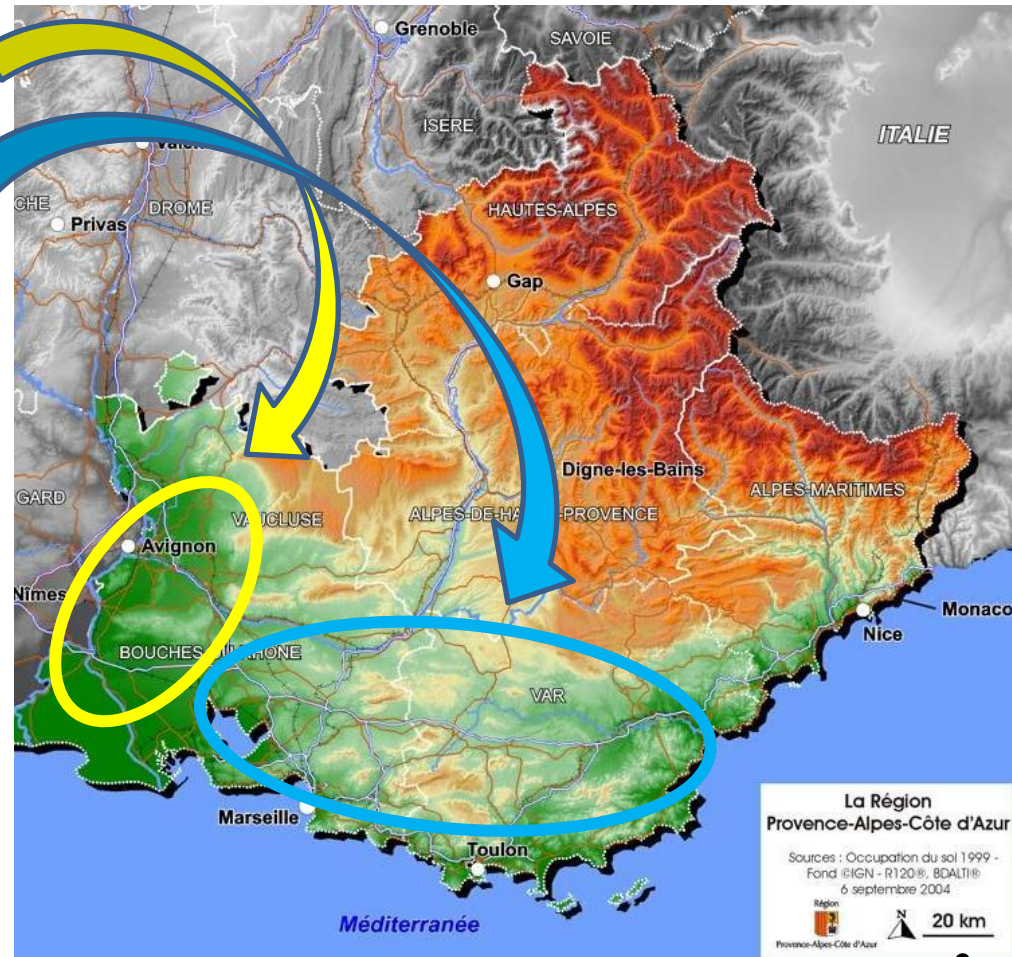 Grenoble
SAVOIE
ISERE
ITALIE
CHE
DROME
Privas
HAUTES-ALPES
Gap
Digne-les-Bains
GARD
VAUCLUSE
ALPES-DE-HA -PROVENCE
ALPES-MARITIMES
Avignon
Nîmes
Monaco
Nice
BOUCHES-DU-RHONE
VAR
Marseille
Toulon
Méditerranée
La Région
Provence-Alpes-Côte d'Azur
Sources : Occupation du sol 1999 -
Fond ©IGN - R120®, BDALTI®
6 septembre 2004
Région
Provence-Alpes-Côte d'Azur
N
20 km